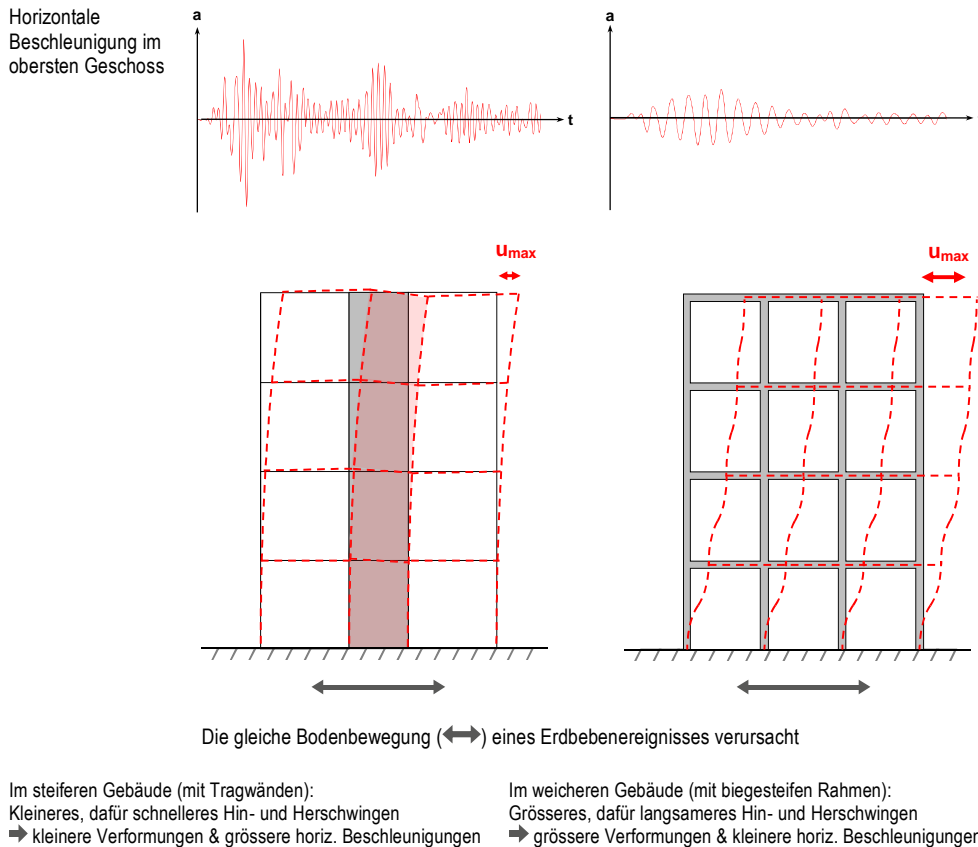 Horizontale
Beschleunigung im
obersten Geschoss
a
t
a
umax
umax
Die gleiche Bodenbewegung (⬌) eines Erdbebenereignisses verursacht
Im steiferen Gebäude (mit Tragwänden):
Kleineres, dafür schnelleres Hin- und Herschwingen
➡ kleinere Verformungen & grössere horiz. Beschleunigungen
Im weicheren Gebäude (mit biegesteifen Rahmen):
Grösseres, dafür langsameres Hin- und Herschwingen
➡ grössere Verformungen & kleinere horiz. Beschleunigungen